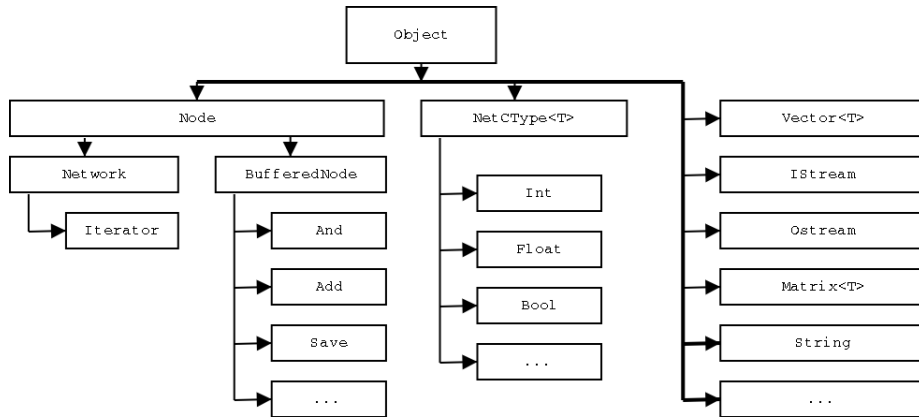 Object
Node
NetCType<T>
Vector<T>
Network
BufferedNode
IStream
Int
Iterator
And
Ostream
Float
Add
Matrix<T>
Bool
Save
String
...
...
...